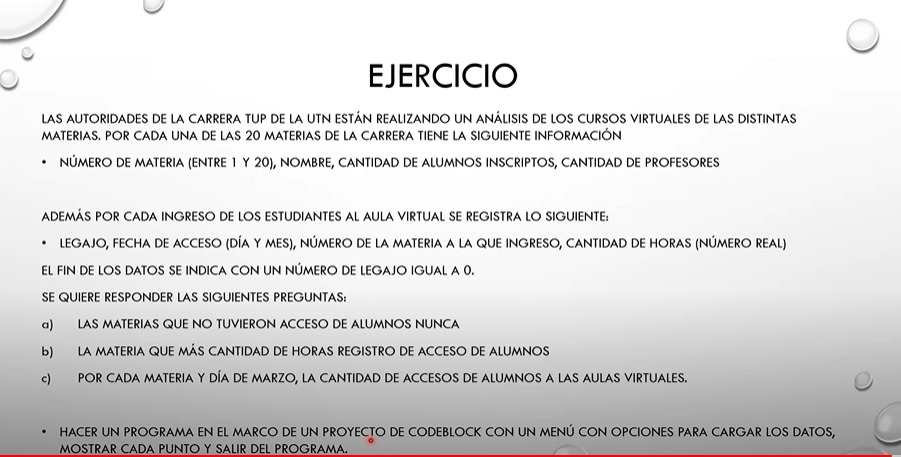 EJERCICIO
LAS AUTORIDADES DE LA CARRERA TUP DE LA UTN ESTÁN REALIZANDO UN ANÁLISIS DE LOS CURSOS VIRTUALES DE LAS DISTINTAS
MATERIAS. POR CADA UNA DE LAS 20 MATERIAS DE LA CARRERA TIENE LA SIGUIENTE INFORMACIÓN
• NÚMERO DE MATERIA (ENTRE 1 Y 20), NOMBRE, CANTIDAD DE ALUMNOS INSCRIPTOS, CANTIDAD DE PROFESORES
ADEMÁS POR CADA INGRESO DE LOS ESTUDIANTES AL AULA VIRTUAL SE REGISTRA LO SIGUIENTE:
• LEGAJO, FECHA DE ACCESO (DÍA Y MES), NÚMERO DE LA MATERIA A LA QUE INGRESO, CANTIDAD DE HORAS (NÚMERO REAL)
EL FIN DE LOS DATOS SE INDICA CON UN NÚMERO DE LEGAJO IGUAL A 0.
SE QUIERE RESPONDER LAS SIGUIENTES PREGUNTAS:
a) LAS MATERIAS QUE NO TUVIERON ACCESO DE ALUMNOS NUNCA
b) LA MATERIA QUE MÁS CANTIDAD DE HORAS REGISTRO DE ACCESO DE ALUMNOS
c) POR CADA MATERIA Y DÍA DE MARZO, LA CANTIDAD DE ACCESOS DE ALUMNOS A LAS AULAS VIRTUALES.
• HACER UN PROGRAMA EN EL MARCO DE UN PROYECTO DE CODEBLOCK CON UN MENÚ CON OPCIONES PARA CARGAR LOS DATOS,
MOSTRAR CADA PUNTO Y SALIR DEL PROGRAMA.